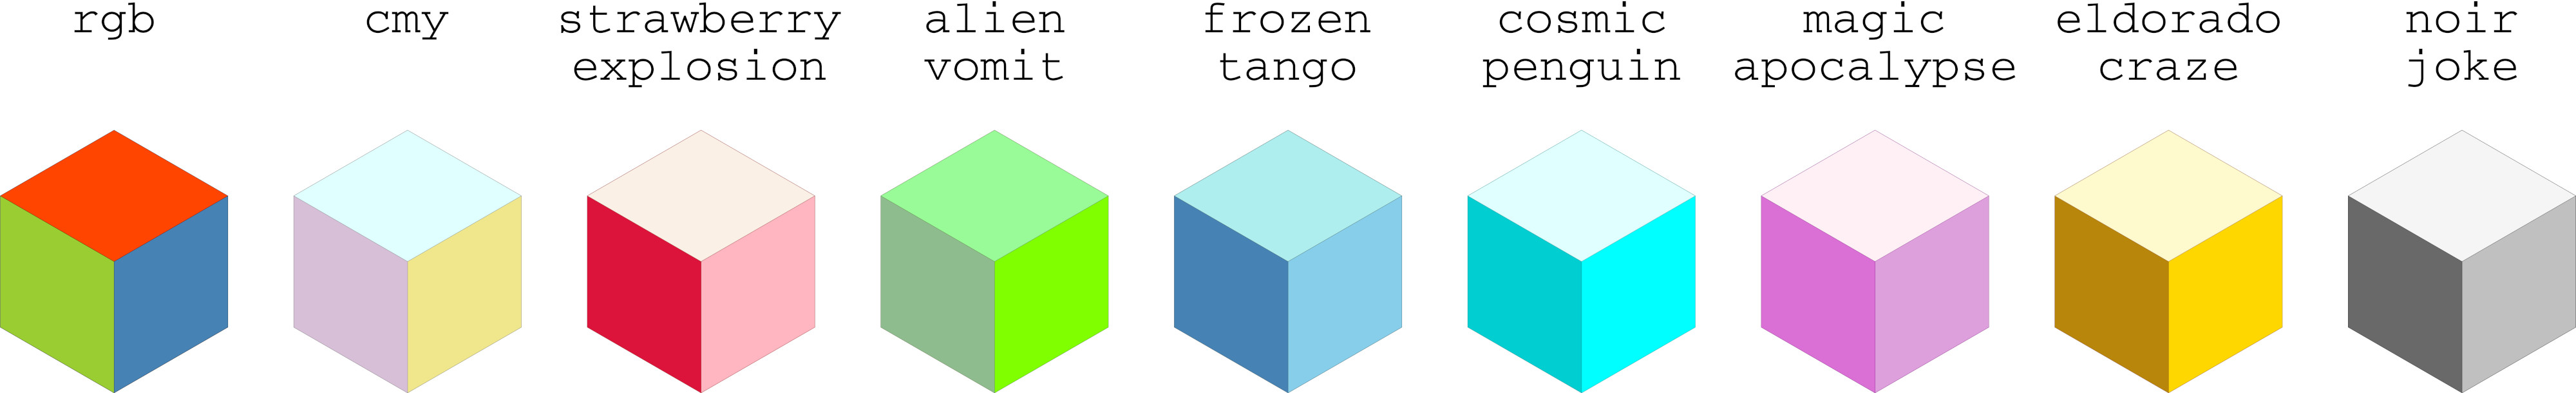 rgb
cmy
strawberry
explosion
alien
vomit
frozen
tango
cosmic
penguin
magic
apocalypse
eldorado
craze
noir
joke